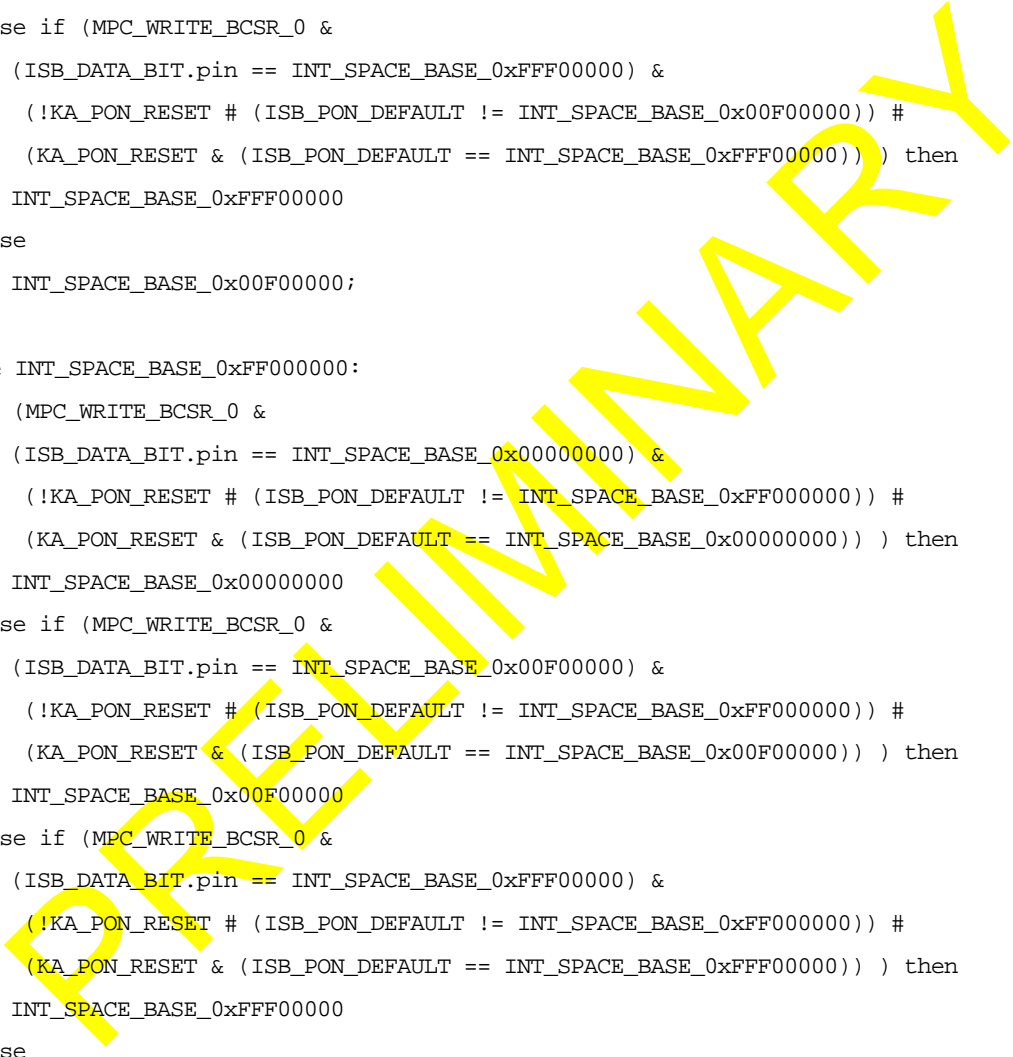 se if (MPC_WRITE_BCSR_0 &
(ISB_DATA_BIT.pin == INT_SPACE_BASE_0xFFF00000) &
(!KA_PON_RESET # (ISB_PON_DEFAULT != INT_SPACE_BASE_0x00F00000)) #
(KA_PON_RESET & (ISB_PON_DEFAULT == INT_SPACE_BASE_0xFFF00000)) ) then
INT_SPACE_BASE_0xFFF00000
se
INT_SPACE_BASE_0x00F00000;
INT_SPACE_BASE_0xFF000000:
(MPC_WRITE_BCSR_0 &
(ISB_DATA_BIT.pin == INT_SPACE_BASE_0x00000000) &
(!KA_PON_RESET # (ISB_PON_DEFAULT != INT_SPACE_BASE_0xFF000000)) #
(KA_PON_RESET & (ISB_PON_DEFAULT == INT_SPACE_BASE_0x00000000)) ) then
INT_SPACE_BASE_0x00000000
se if (MPC_WRITE_BCSR_0 &
(ISB_DATA_BIT.pin == INT_SPACE_BASE_0x00F00000) &
(!KA_PON_RESET # (ISB_PON_DEFAULT != INT_SPACE_BASE_0xFF000000)) #
(KA_PON_RESET & (ISB_PON_DEFAULT == INT_SPACE_BASE_0x00F00000)) ) then
INT_SPACE_BASE_0x00F00000
se if (MPC_WRITE_BCSR_0 &
(ISB_DATA_BIT.pin == INT_SPACE_BASE_0xFFF00000) &
(!KA_PON_RESET # (ISB_PON_DEFAULT != INT_SPACE_BASE_0xFF000000)) #
(KA_PON_RESET & (ISB_PON_DEFAULT == INT_SPACE_BASE_0xFFF00000)) ) then
INT_SPACE_BASE_0xFFF00000
se
PRELIMINARY